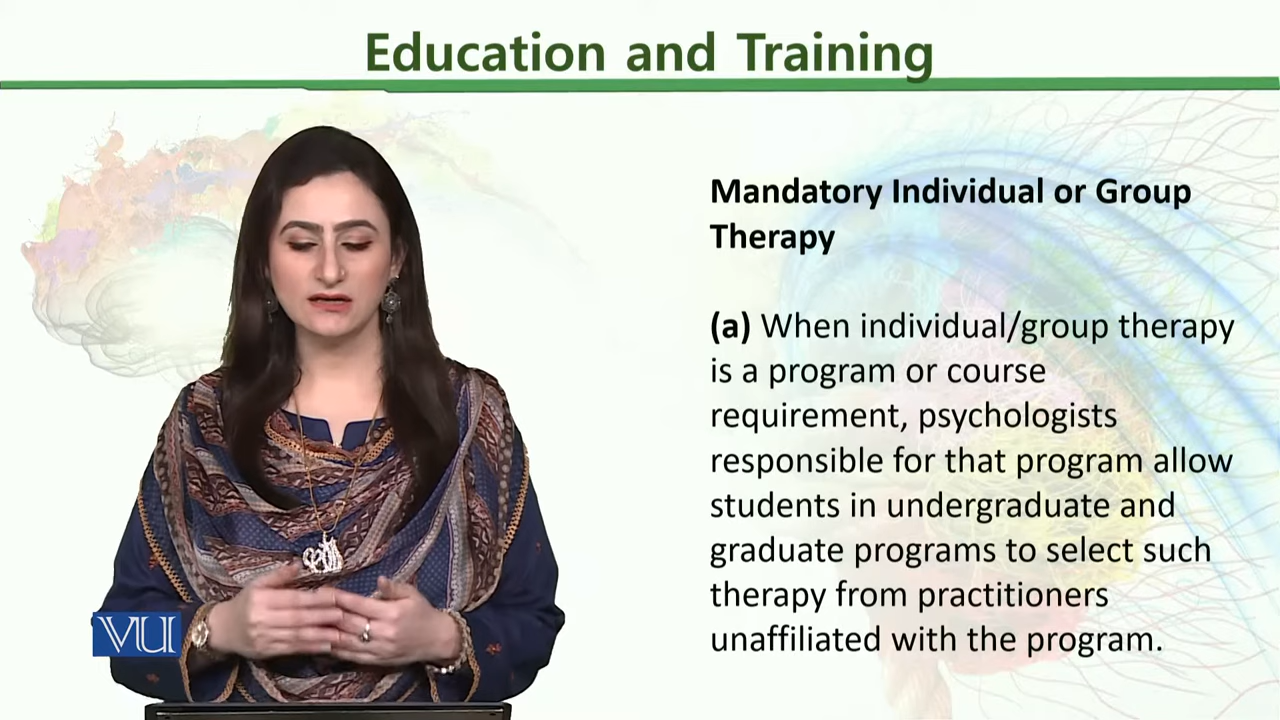 Education and Training
Mandatory Individual or Group
Therapy
(a) When individual/group therapy
is a program or course
requirement, psychologists
responsible for that program allow
students in undergraduate and
graduate programs to select such
therapy from practitioners
unaffiliated with the program.
VU